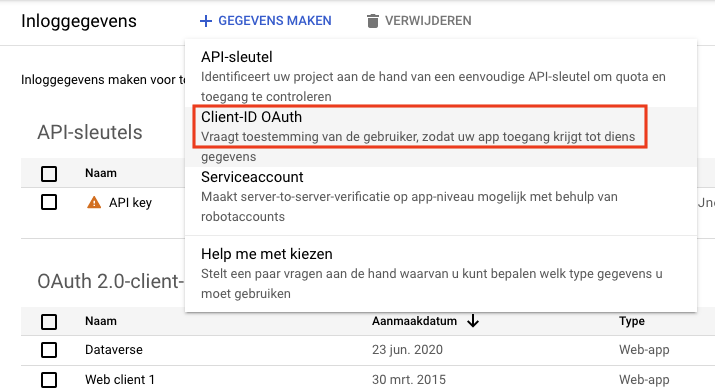 Inloggegevens
+ GEGEVENS MAKEN
VERWIJDEREN
Inloggegevens maken voor
API-sleutel
Identificeert uw project aan de hand van een eenvoudige API-sleutel om quota en
toegang te controleren
Client-ID OAuth
Vraagt toestemming van de gebruiker, zodat uw app toegang krijgt tot diens
gegevens
Serviceaccount
Maakt server-to-server-verificatie op app-niveau mogelijk met behulp van
robotaccounts
Help me met kiezen
Stelt een paar vragen aan de hand waarvan u kunt bepalen welk type gegevens u
moet gebruiken
API-sleutels
Naam
API key
OAuth 2.0-client-
Naam Aanmaakdatum Type
Dataverse 23 jun. 2020 Web-app
Web client 1 30 mrt. 2015 Web-app